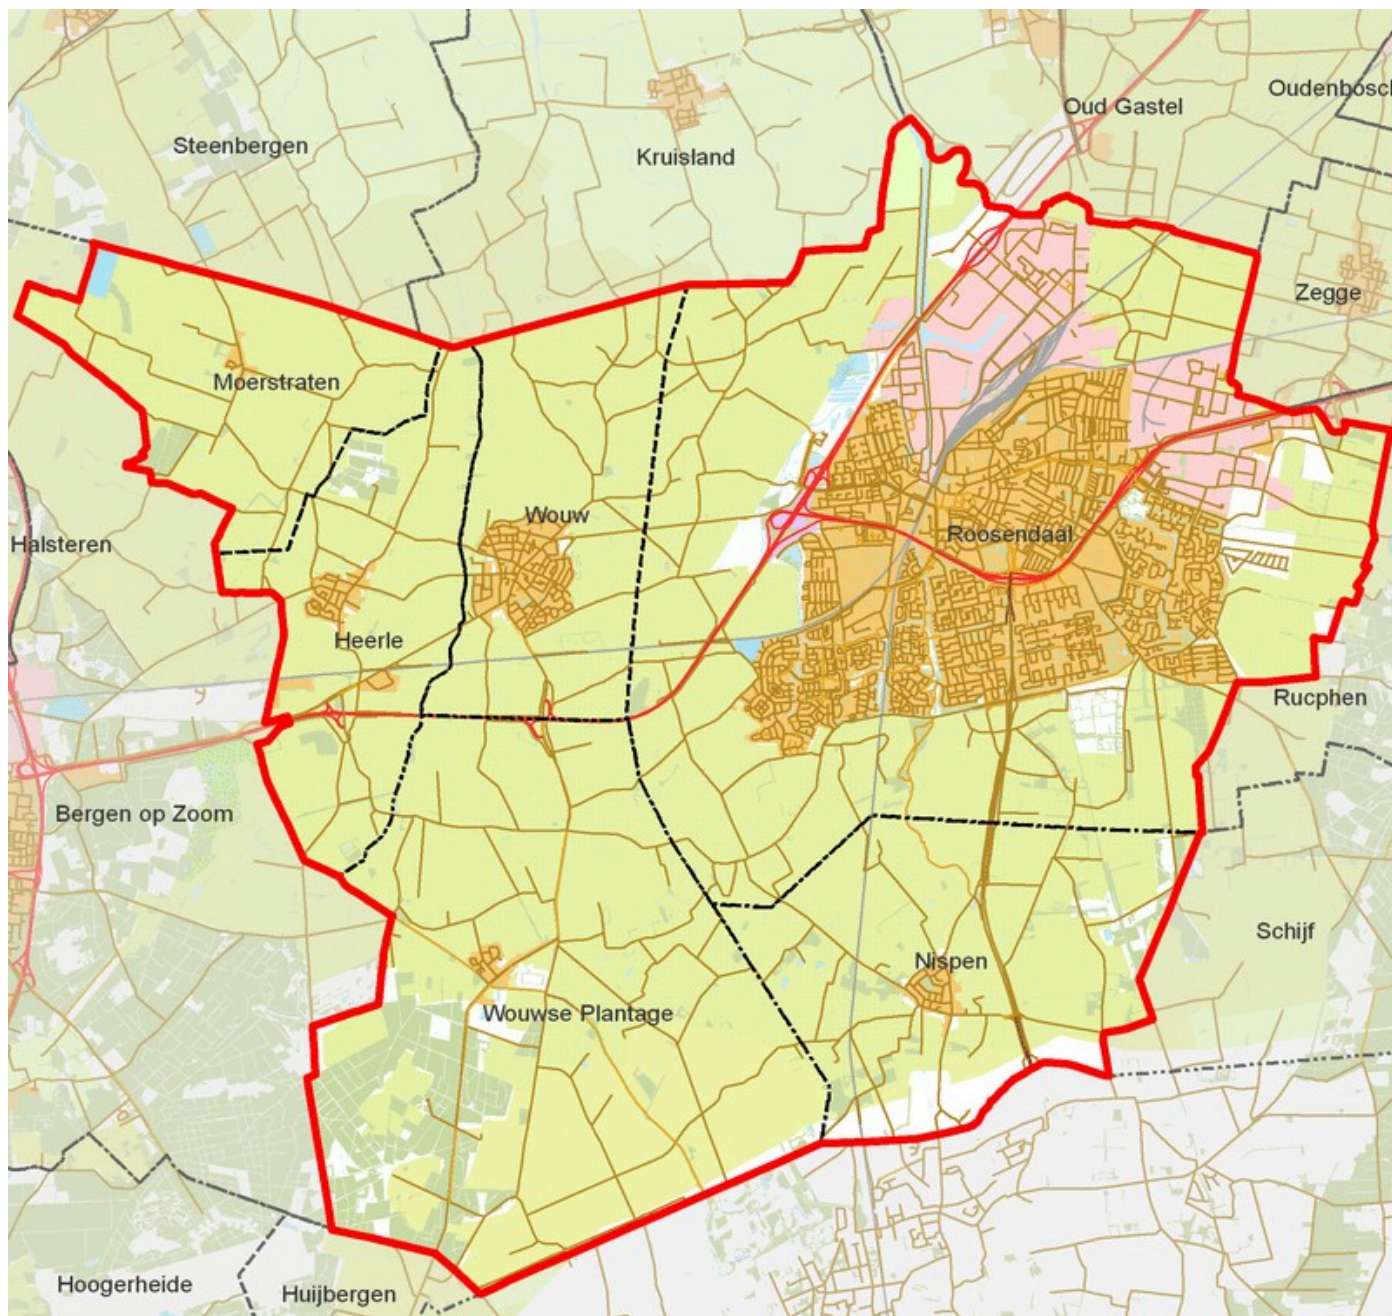 Oudenbosch
Oud Gastel
Steenbergen
Kruisland
Zegge
Moerstraten
Wouw
Roosendaal
Halsteren
Heerle
Rucphen
Bergen op Zoom
Schijf
Nispen
Wouwse Plantage
Hoogerheide
Huijbergen